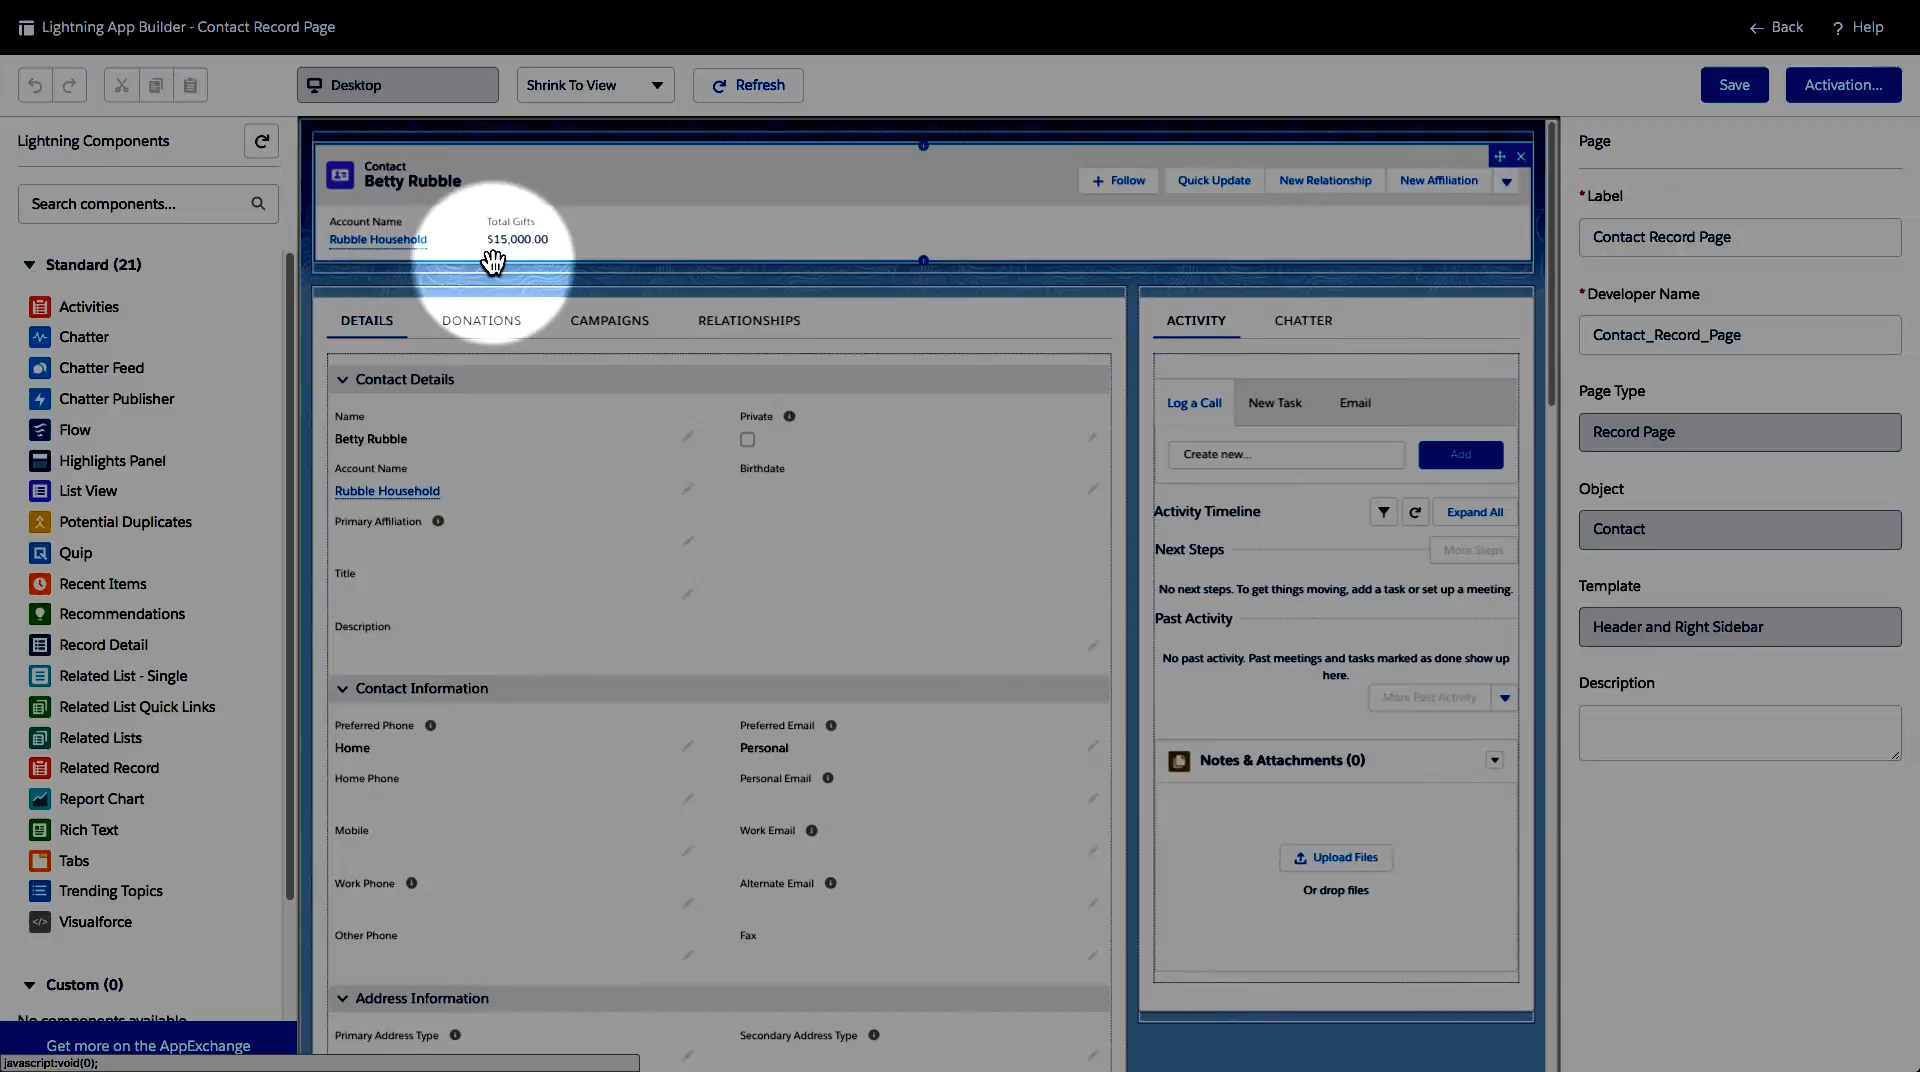 Lightning App Builder - Contact Record Page
Back
? Help
Desktop
Shrink To View
Refresh
Save
Activation...
Lightning Components
Search components...
Standard (21)
Activities
Chatter
Chatter Feed
Chatter Publisher
Flow
Highlights Panel
List View
Potential Duplicates
Quip
Recent Items
Recommendations
Record Detail
Related List - Single
Related List Quick Links
Related Lists
Related Record
Report Chart
Rich Text
Tabs
Trending Topics
Visualforce
Custom (0)
No components available
Get more on the AppExchange
javascript:void(0);
Contact
Betty Rubble
+ Follow
Quick Update
New Relationship
New Affiliation
Account Name
Rubble Household
Total Gifts
$15,000.00
DETAILS
DONATIONS
CAMPAIGNS
RELATIONSHIPS
Contact Details
Name
Betty Rubble
Private
Account Name
Rubble Household
Birthdate
Primary Affiliation
Title
Description
Contact Information
Preferred Phone
Home
Preferred Email
Personal
Home Phone
Personal Email
Mobile
Work Email
Work Phone
Alternate Email
Other Phone
Fax
Address Information
Primary Address Type
Secondary Address Type
ACTIVITY
CHATTER
Log a Call
New Task
Email
Create new...
Add
Activity Timeline
Expand All
Next Steps
More Steps
No next steps. To get things moving, add a task or set up a meeting.
Past Activity
No past activity. Past meetings and tasks marked as done show up
here.
More Past Activity
Notes & Attachments (0)
Upload Files
Or drop files
Page
*Label
Contact Record Page
*Developer Name
Contact_Record_Page
Page Type
Record Page
Object
Contact
Template
Header and Right Sidebar
Description